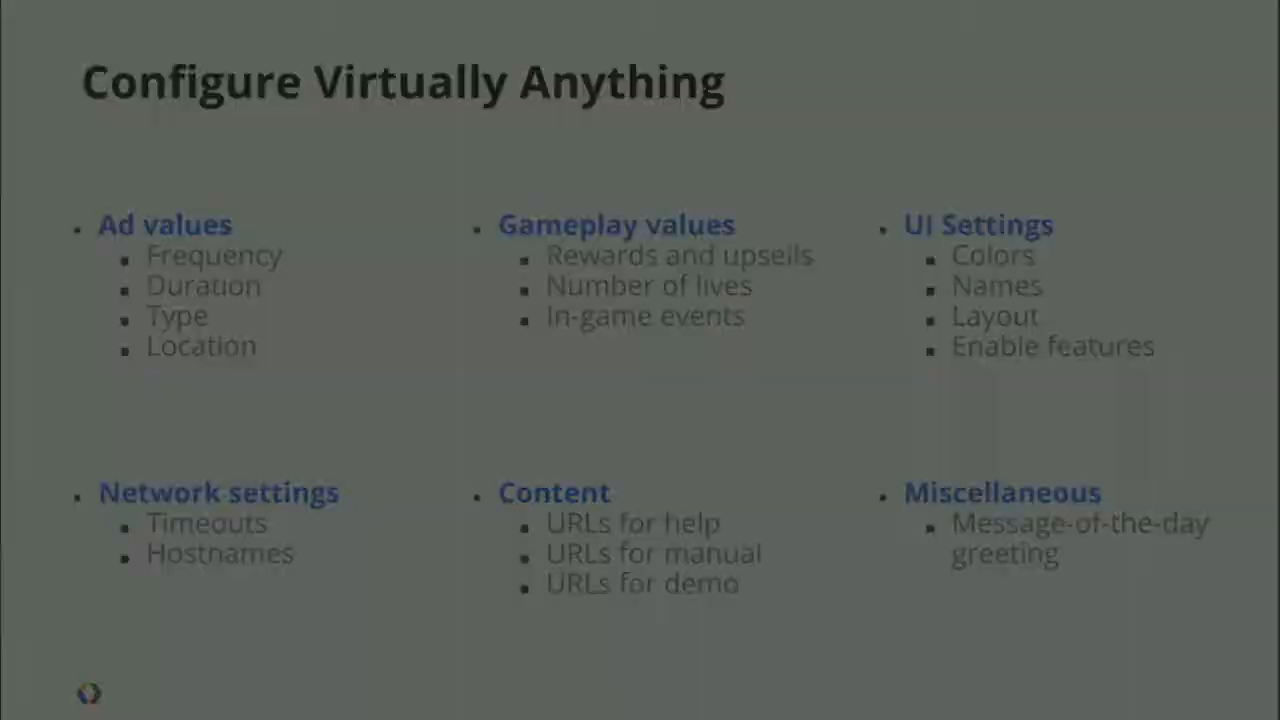 Configure Virtually Anything
Ad values
Frequency
Duration
Type
Location
Gameplay values
Rewards and upsells
Number of lives
In-game events
UI Settings
Colors
Names
Layout
Enable features
Network settings
Timeouts
Hostnames
Content
URLs for help
URLs for manual
URLs for demo
Miscellaneous
Message-of-the-day
greeting